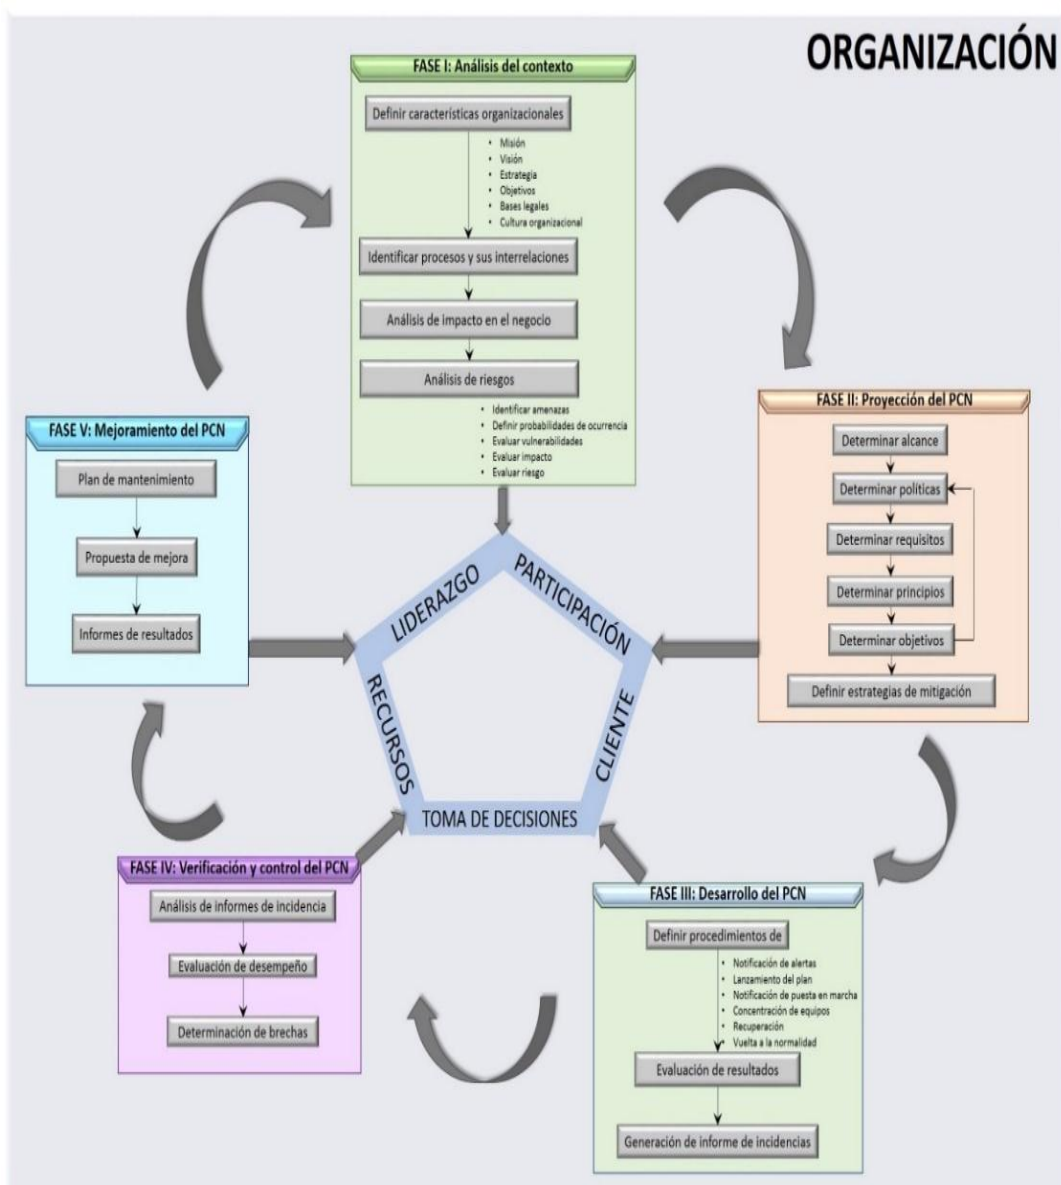 ORGANIZACIÓN
FASE I: Análisis del contexto
Definir características organizacionales
• Misión
• Visión
• Estrategia
• Objetivos
• Bases legales
• Cultura organizacional
Identificar procesos y sus interrelaciones
Análisis de impacto en el negocio
Análisis de riesgos
• Identificar amenazas
• Definir probabilidades de ocurrencia
• Evaluar vulnerabilidades
• Evaluar impacto
• Evaluar riesgo
FASE II: Proyección del PCN
Determinar alcance
Determinar políticas
Determinar requisitos
Determinar principios
Determinar objetivos
Definir estrategias de mitigación
FASE III: Desarrollo del PCN
Definir procedimientos de
• Notificación de alertas
• Lanzamiento del plan
• Notificación de puesta en marcha
• Concentración de equipos
• Recuperación
• Vuelta a la normalidad
Evaluación de resultados
Generación de informe de incidencias
FASE IV: Verificación y control del PCN
Análisis de informes de incidencia
Evaluación de desempeño
Determinación de brechas
FASE V: Mejoramiento del PCN
Plan de mantenimiento
Propuesta de mejora
Informes de resultados
LIDERAZGO
PARTICIPACIÓN
CLIENTE
TOMA DE DECISIONES
RECURSOS